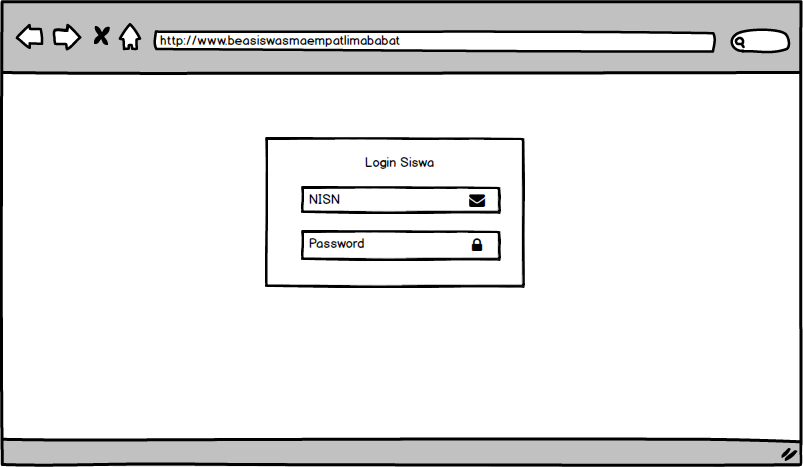 http://www.beasiswasmaempatlimababat
Login Siswa
NISN
Password